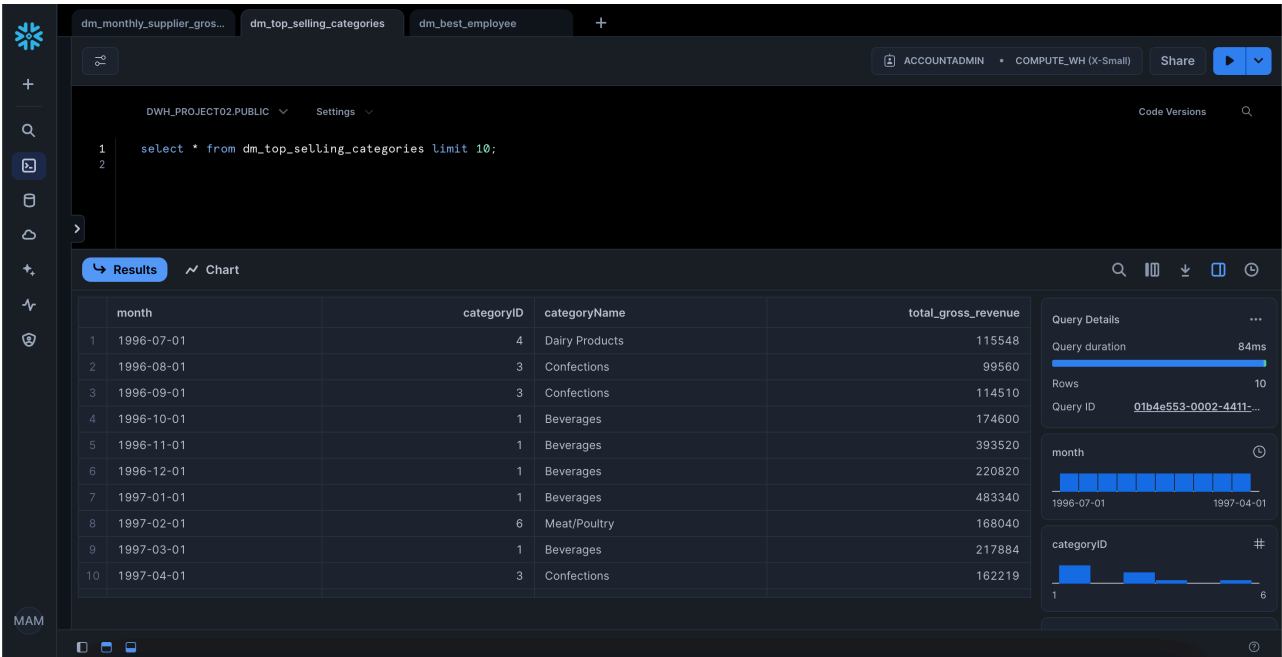 dm_monthly_supplier_gros... dm_top_selling_categories dm_best_employee +
ACCOUNTADMIN • COMPUTE_WH (X-Small) Share
DWH_PROJECT02.PUBLIC Settings Code Versions
1 select * from dm_top_selling_categories limit 10;
2
Results Chart
month categoryID categoryName total_gross_revenue
1 1996-07-01 4 Dairy Products 115548
2 1996-08-01 3 Confections 99560
3 1996-09-01 3 Confections 114510
4 1996-10-01 1 Beverages 174600
5 1996-11-01 1 Beverages 393520
6 1996-12-01 1 Beverages 220820
7 1997-01-01 1 Beverages 483340
8 1997-02-01 6 Meat/Poultry 168040
9 1997-03-01 1 Beverages 217884
10 1997-04-01 3 Confections 162219
Query Details ...
Query duration 84ms
Rows 10
Query ID 01b4e553-0002-4411-...
month
1996-07-01 1997-04-01
categoryID #
1 6
MAM